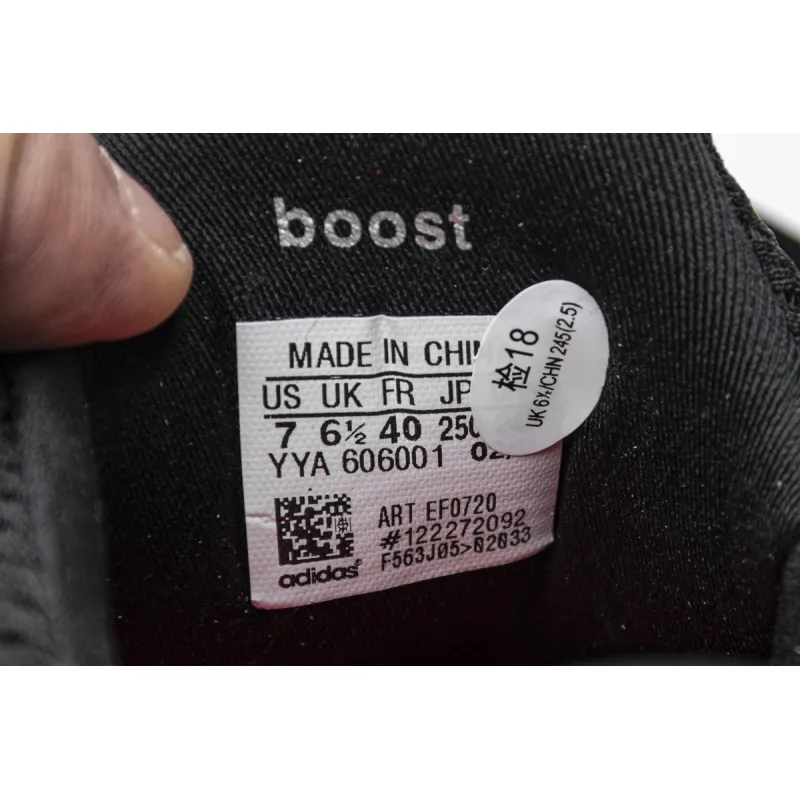 boost
MADE IN CHI
US UK FR JP
7 6½ 40 250
YYA 606001
ART EF0720
#122272092
F563J05>02033
adidas®
检18
UK 6½/CHN 245(2.5)